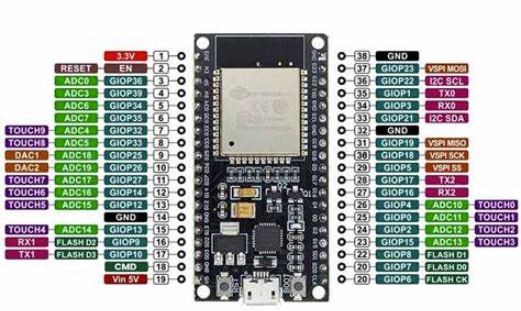 3.3V 1
RESET EN 2
ADC0 GIOP36 3
ADC3 GIOP39 4
ADC6 GIOP34 5
ADC7 GIOP35 6
TOUCH9 ADC4 GIOP32 7
TOUCH8 ADC5 GIOP33 8
DAC1 ADC18 GIOP25 9
DAC2 ADC19 GIOP26 10
TOUCH7 ADC17 GIOP27 11
TOUCH6 ADC16 GIOP14 12
TOUCH5 ADC15 GIOP12 13
GND 14
TOUCH4 ADC14 15
RX1 FLASH D2 GIOP9 16
TX1 FLASH D3 GIOP10 17
CMD 18
Vin 5V 19
38 GND
37 GIOP23 VSPI MOSI
36 GIOP22 I2C SCL
35 GIOP1 TX0
34 GIOP3 RX0
33 GIOP21 I2C SDA
32 GND
31 GIOP19 VSPI MISO
30 GIOP18 VSPI SCK
29 GIOP5 VSPI SS
28 GIOP17 TX2
27 GIOP16 RX2
26 GIOP4 ADC10 TOUCH0
25 GIOP0 ADC11 TOUCH1
24 GIOP2 ADC12 TOUCH2
23 GIOP15 ADC13 TOUCH3
22 GIOP8 FLASH D1
20 GIOP7 FLASH D0
20 GIOP6 FLASH CK